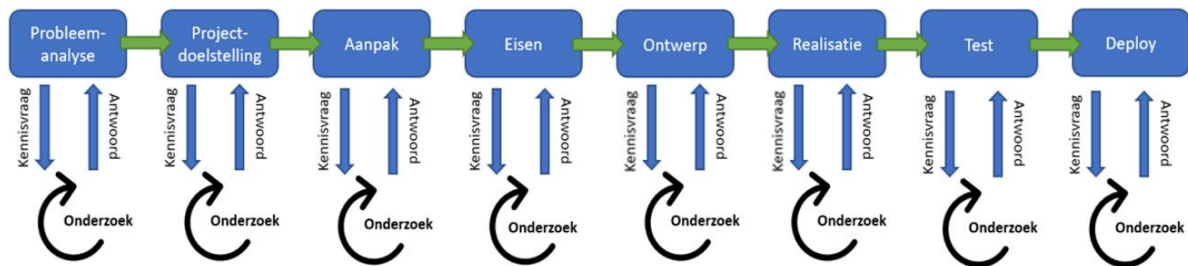 Probleem-
analyse
Project-
doelstelling
Aanpak
Eisen
Ontwerp
Realisatie
Test
Deploy
Kennisvraag
Antwoord
Kennisvraag
Antwoord
Kennisvraag
Antwoord
Kennisvraag
Antwoord
Kennisvraag
Antwoord
Kennisvraag
Antwoord
Kennisvraag
Antwoord
Kennisvraag
Antwoord
Onderzoek
Onderzoek
Onderzoek
Onderzoek
Onderzoek
Onderzoek
Onderzoek
Onderzoek